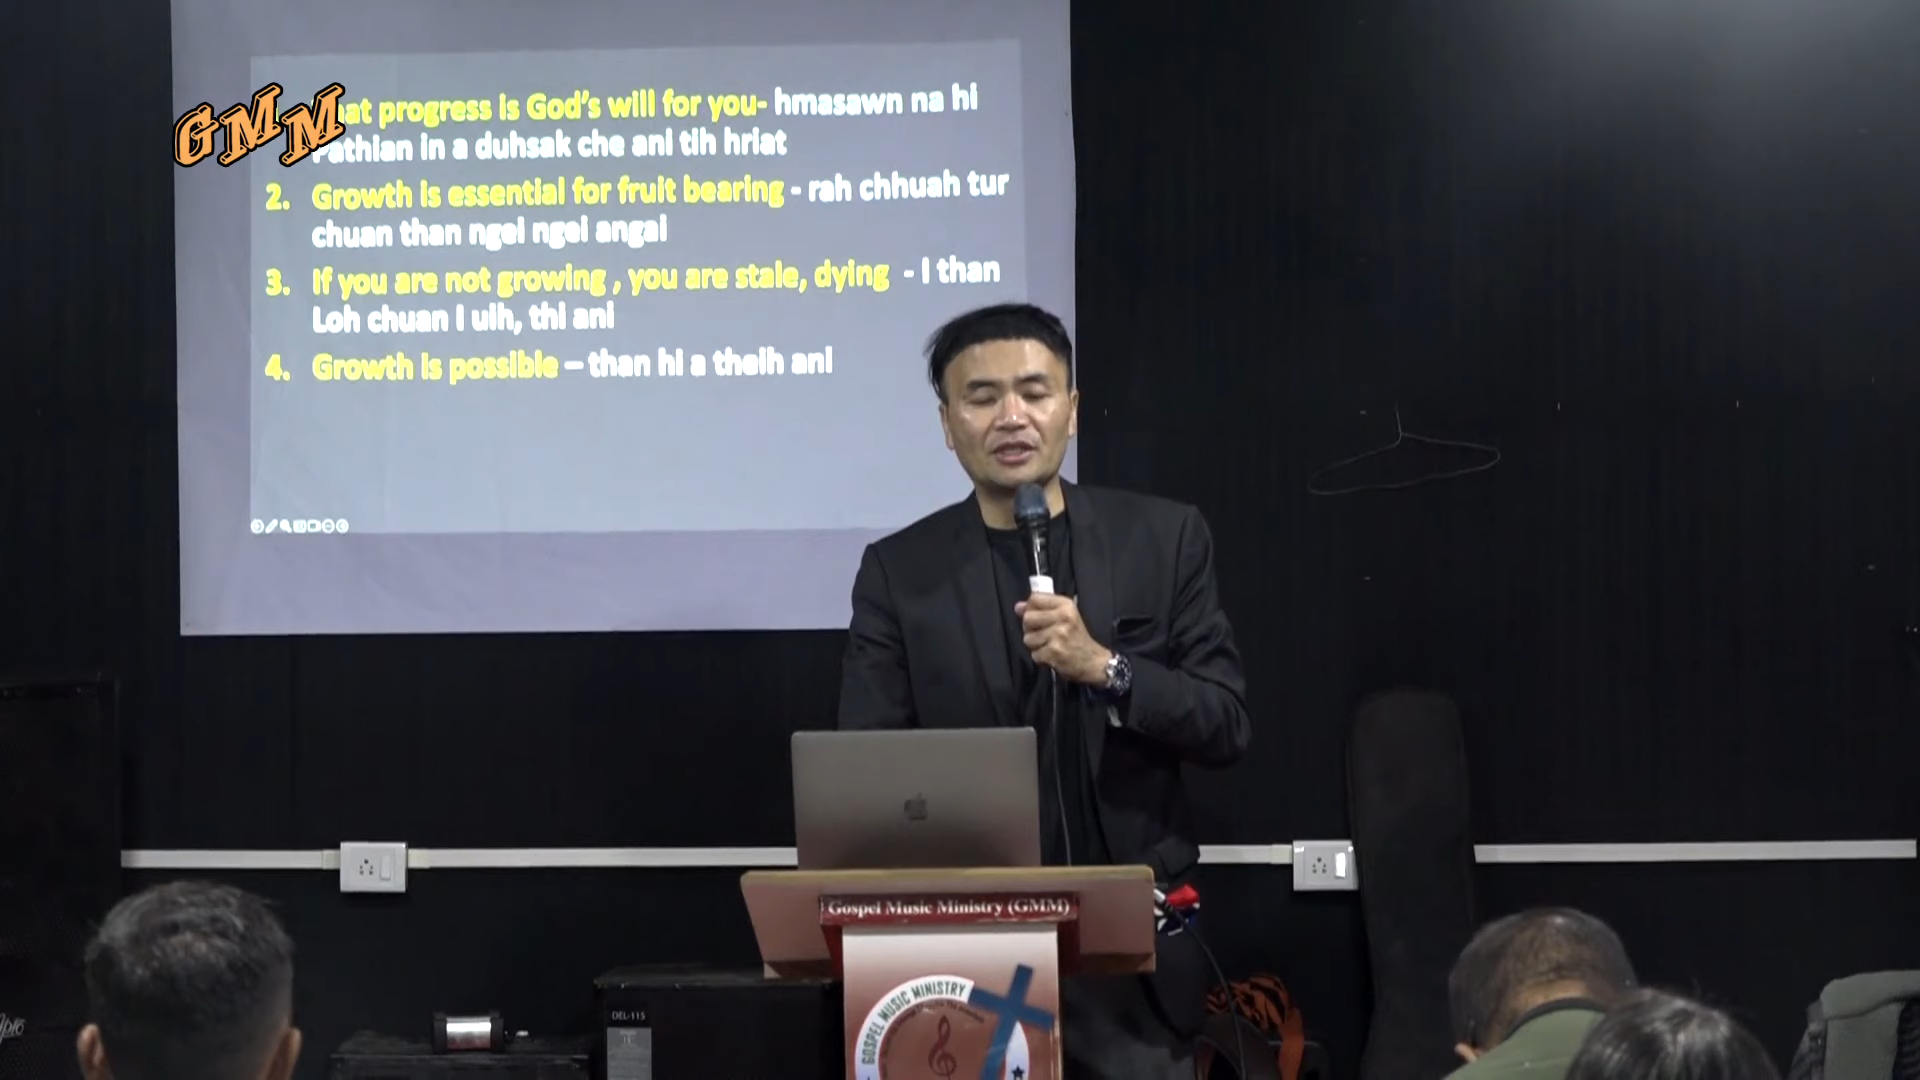 GMM
at progress is God's will for you- hmasawn na hi
Pathian in a duhsak che ani tih hriat
2. Growth is essential for fruit bearing - rah chhuah tur
chuan than ngei ngei angai
3. If you are not growing , you are stale, dying - I than
Loh chuan I uih, thi ani
4. Growth is possible – than hi a theih ani
Gospel Music Ministry (GMM)
GOSPEL MUSIC MINISTRY
DEL-115